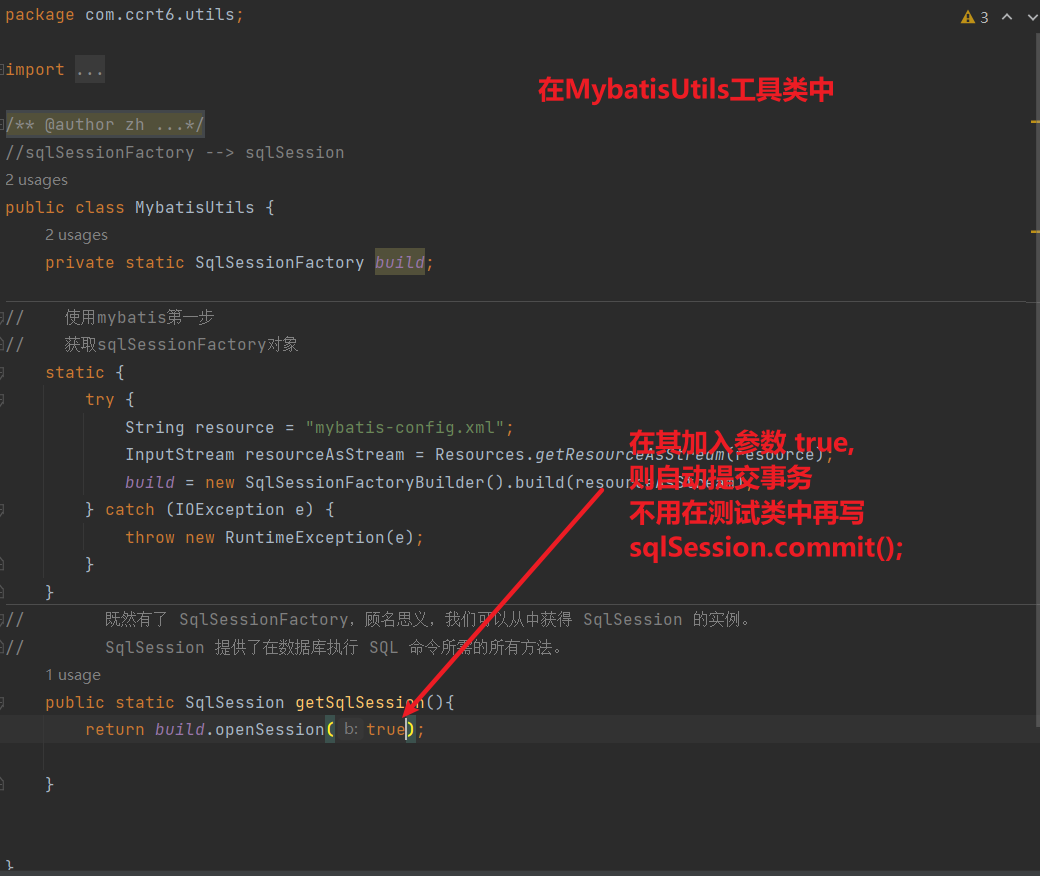 package com.ccrt6.utils;
3
import ...
在MybatisUtils工具类中
/** @author zh ...*/
//sqlSessionFactory --> sqlSession
2 usages
public class MybatisUtils {
2 usages
private static SqlSessionFactory build;
// 使用mybatis第一步
// 获取sqlSessionFactory对象
static {
try {
String resource = "mybatis-config.xml";
InputStream resourceAsStream = Resources.getResourceAsStream(resource);
build = new SqlSessionFactoryBuilder().build(resourceAsStream);
} catch (IOException e) {
throw new RuntimeException(e);
}
}
在其加入参数 true,
则自动提交事务
不用在测试类中再写
sqlSession.commit();
// 既然有了 SqlSessionFactory，顾名思义，我们可以从中获得 SqlSession 的实例。
// SqlSession 提供了在数据库执行 SQL 命令所需的所有方法。
1 usage
public static SqlSession getSqlSession(){
return build.openSession( b: true);
}
}